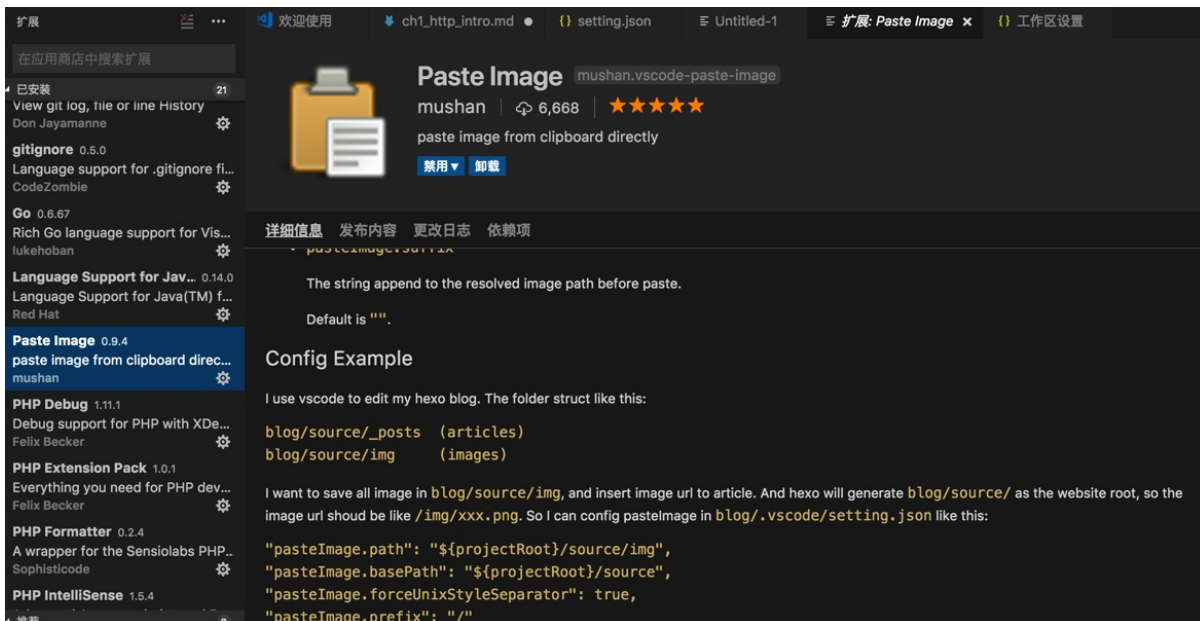 扩展
欢迎使用
ch1_http_intro.md
{} setting.json
Untitled-1
扩展: Paste Image ×
{} 工作区设置
在应用商店中搜索扩展
已安装 21
View git log, file or line History
Don Jayamanne
gitignore 0.5.0
Language support for .gitignore fi...
CodeZombie
Go 0.6.67
Rich Go language support for Vis...
lukehoban
Language Support for Jav... 0.14.0
Language Support for Java(TM) f...
Red Hat
Paste Image 0.9.4
paste image from clipboard direc...
mushan
PHP Debug 1.11.1
Debug support for PHP with XDe...
Felix Becker
PHP Extension Pack 1.0.1
Everything you need for PHP dev...
Felix Becker
PHP Formatter 0.2.4
A wrapper for the Sensiolabs PHP...
Sophisticode
PHP IntelliSense 1.5.4
Paste Image mushan.vscode-paste-image
mushan 6,668
paste image from clipboard directly
禁用 卸载
详细信息 发布内容 更改日志 依赖项
pasteImage.suffix
The string append to the resolved image path before paste.
Default is "".
Config Example
I use vscode to edit my hexo blog. The folder struct like this:
blog/source/_posts (articles)
blog/source/img (images)
I want to save all image in blog/source/img, and insert image url to article. And hexo will generate blog/source/ as the website root, so the
image url shoud be like /img/xxx.png. So I can config pasteImage in blog/.vscode/setting.json like this:
"pasteImage.path": "${projectRoot}/source/img",
"pasteImage.basePath": "${projectRoot}/source",
"pasteImage.forceUnixStyleSeparator": true,
"pasteImage.prefix": "/"